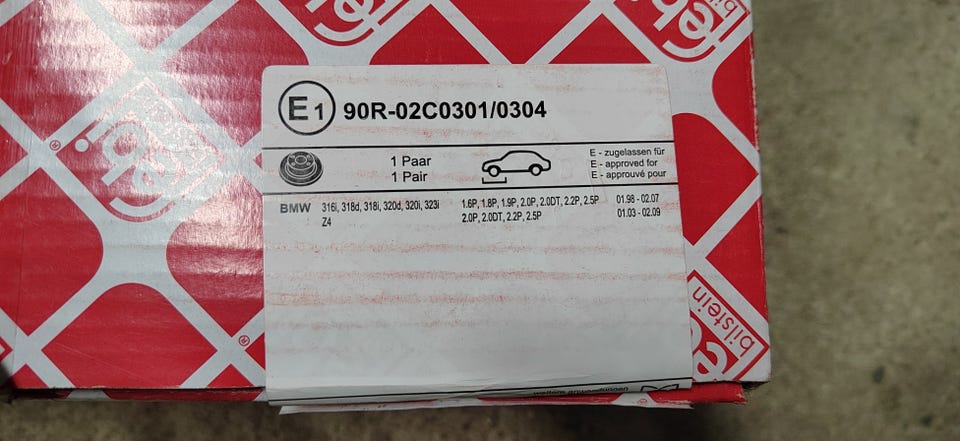 E1 90R-02C0301/0304
1 Paar
1 Pair
E - zugelassen für
E - approved for
E - approuvé pour
BMW 316i, 318d, 318i, 320d, 320i, 323i 1.6P, 1.8P, 1.9P, 2.0P, 2.0DT, 2.2P, 2.5P 01.98 - 02.07
Z4 2.0P, 2.0DT, 2.2P, 2.5P 01.03 - 02.09
weitere anwendungen
febi
bilstein